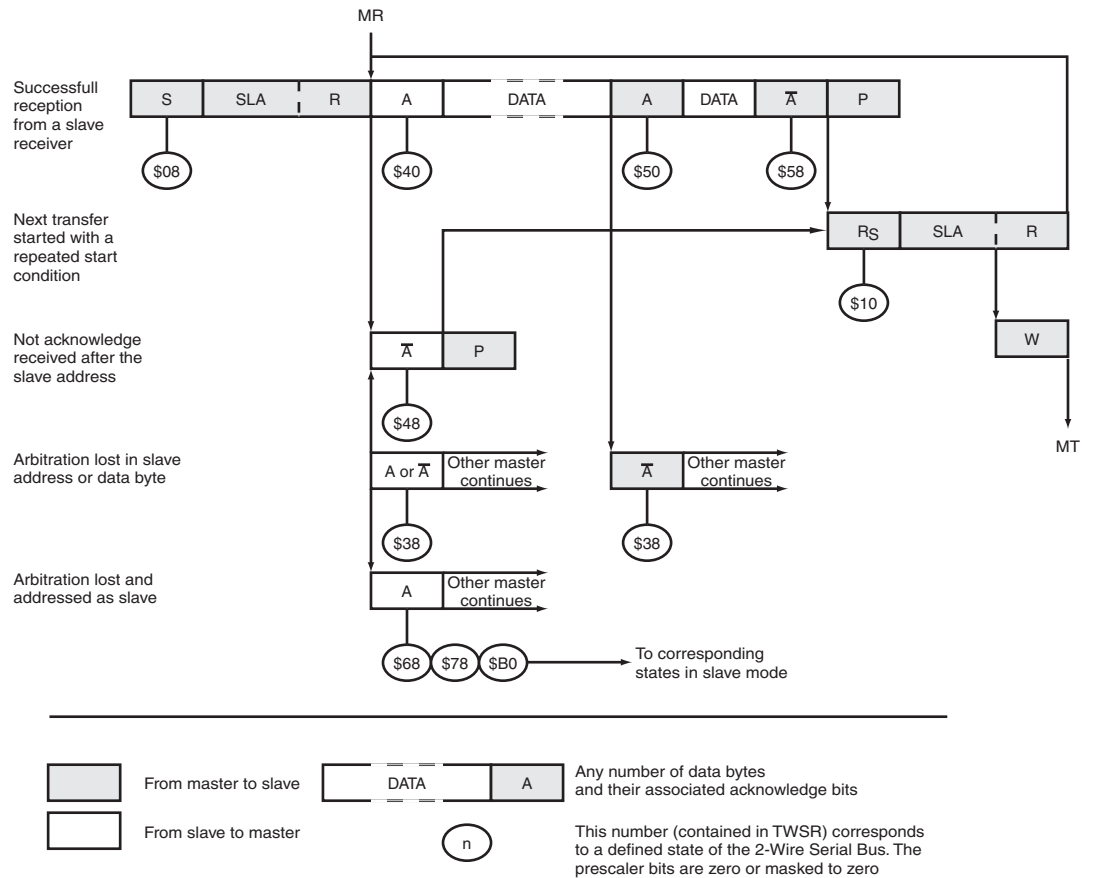 MR
Successfull
reception
from a slave
receiver
S SLA R A DATA A DATA A̅ P
$08 $40 $50 $58
Next transfer
started with a
repeated start
condition
RS SLA R
$10
W
MT
Not acknowledge
received after the
slave address
A̅ P
$48
Arbitration lost in slave
address or data byte
A or A̅ Other master
continues
A̅ Other master
continues
$38 $38
Arbitration lost and
addressed as slave
A Other master
continues
$68 $78 $B0
To corresponding
states in slave mode
From master to slave
From slave to master
DATA A
Any number of data bytes
and their associated acknowledge bits
n
This number (contained in TWSR) corresponds
to a defined state of the 2-Wire Serial Bus. The
prescaler bits are zero or masked to zero